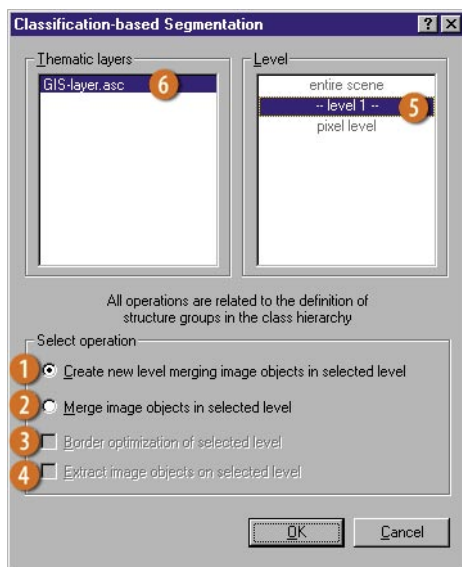 Classification-based Segmentation
Thematic layers
Level
GIS-layer.asc 6
entire scene
-- level 1 -- 5
pixel level
All operations are related to the definition of
structure groups in the class hierarchy
Select operation
1 Create new level merging image objects in selected level
2 Merge image objects in selected level
3 Border optimization of selected level
4 Extract image objects on selected level
OK
Cancel